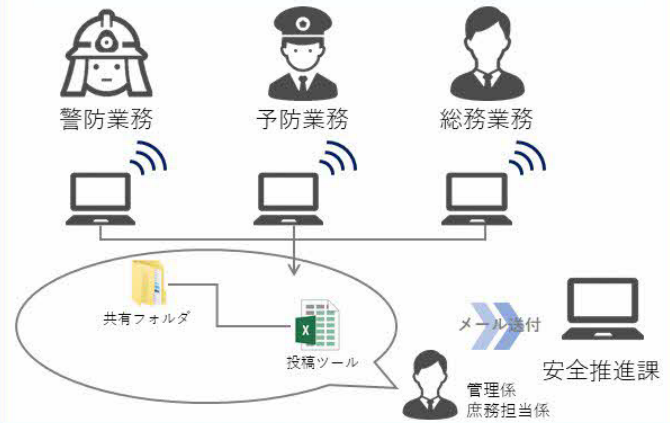 警防業務
予防業務
総務業務
共有フォルダ
投稿ツール
メール送付
安全推進課
管理係
庶務担当係